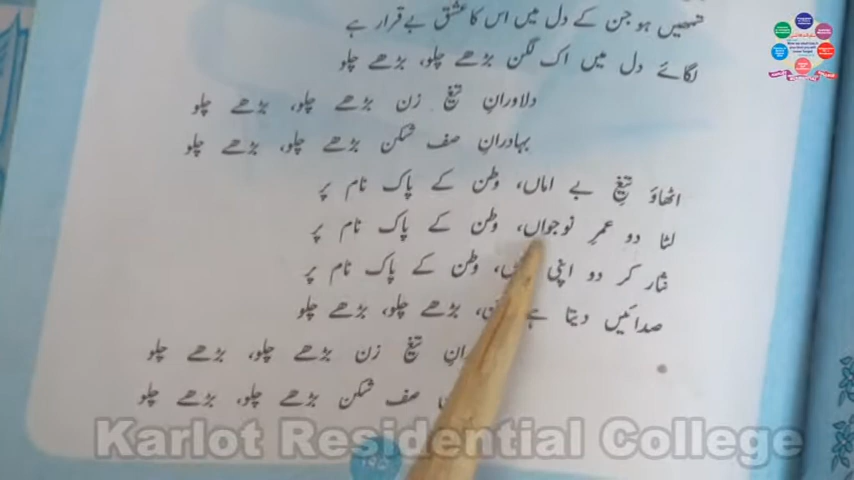 تمھیں ہو جن کے دل میں اس کا عشق بے قرار ہے
لگائے دل میں اک لگن بڑھے چلو، بڑھے چلو
دلاورانِ تیغ زن بڑھے چلو، بڑھے چلو
بہادرانِ صف شکن بڑھے چلو، بڑھے چلو
اٹھاؤ تیغِ بے اماں، وطن کے پاک نام پر
لٹا دو عمرِ نوجواں، وطن کے پاک نام پر
نثار کر دو اپنی وطن کے پاک نام پر
صدائیں دیتا ہے بڑھے چلو، بڑھے چلو
تیغ زن بڑھے چلو، بڑھے چلو
صف شکن بڑھے چلو، بڑھے چلو
Karlot Residential College